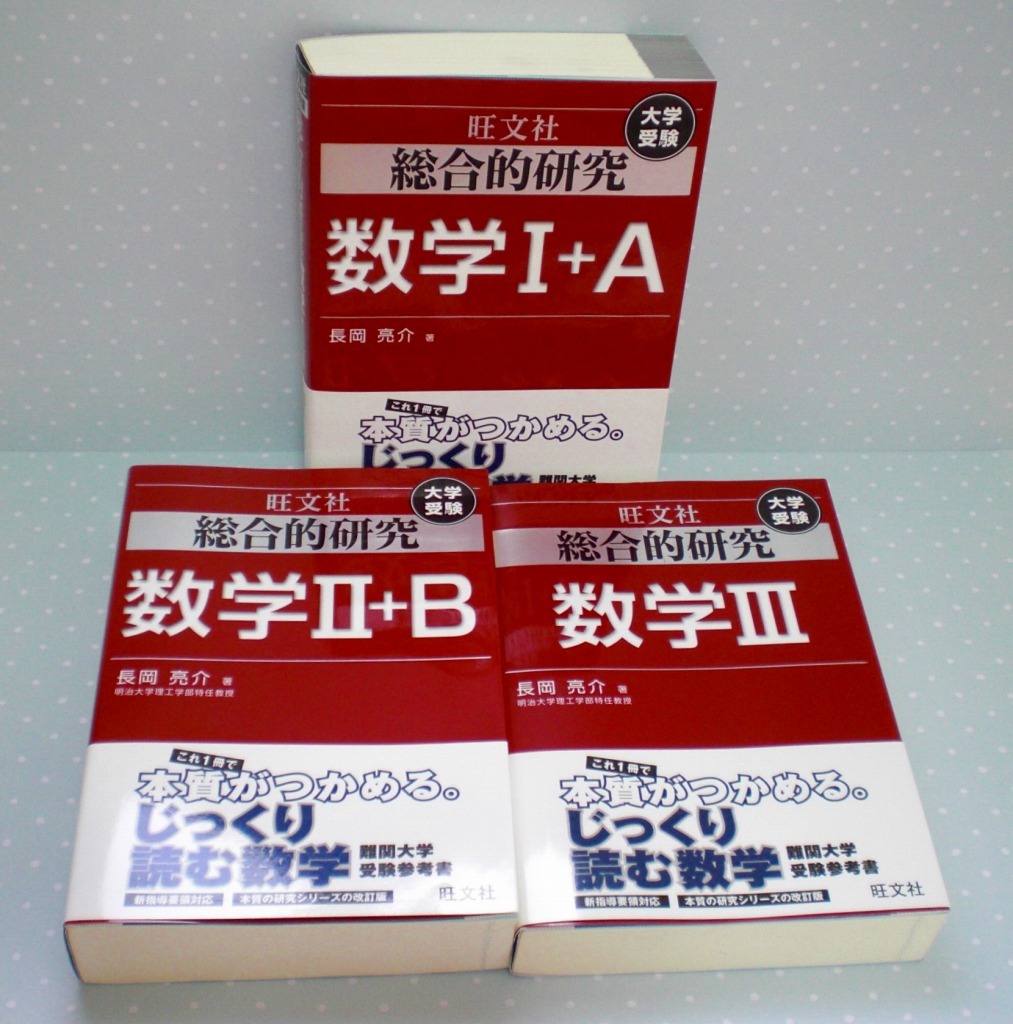 大学
受験
旺文社
総合的研究
数学I+A
長岡 亮介 著
これ1冊で
本質がつかめる。
じっくり
難関大学
大学
受験
旺文社
総合的研究
数学II+B
長岡 亮介 著
明治大学理工学部特任教授
これ1冊で
本質がつかめる。
じっくり
読む数学
難関大学
受験参考書
新指導要領対応
本質の研究シリーズの改訂版
旺文社
大学
受験
旺文社
総合的研究
数学III
長岡 亮介 著
明治大学理工学部特任教授
これ1冊で
本質がつかめる。
じっくり
読む数学
難関大学
受験参考書
新指導要領対応
本質の研究シリーズの改訂版
旺文社